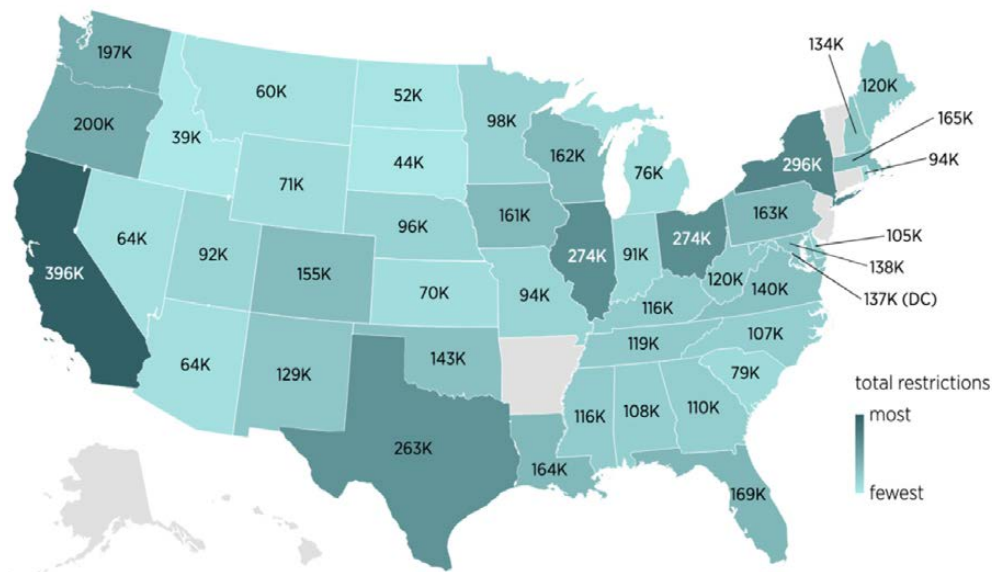 134K
197K
120K
60K
52K
98K
165K
200K
39K
162K
296K
44K
76K
94K
71K
163K
161K
96K
105K
64K
92K
274K
91K
274K
396K
155K
138K
120K
70K
94K
140K
137K (DC)
116K
107K
119K
143K
64K
129K
79K
total restrictions
116K
108K
110K
most
263K
164K
169K
fewest